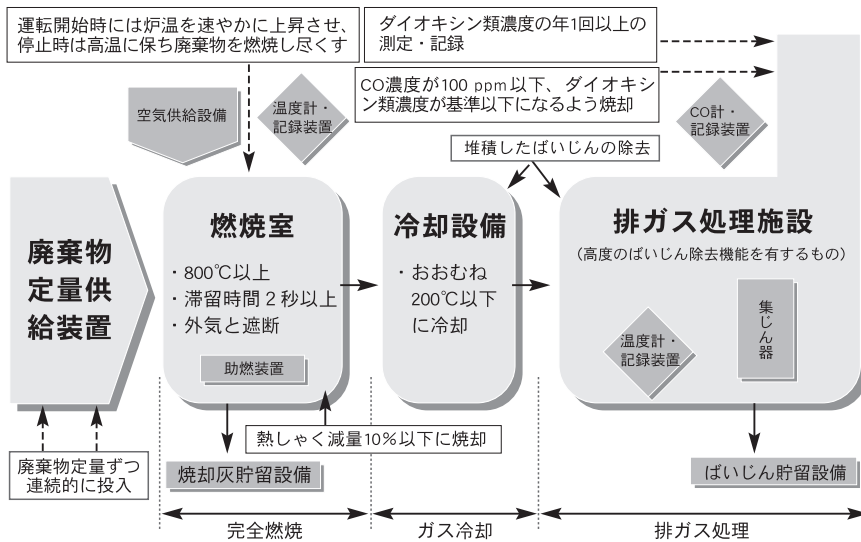 運転開始時には炉温を速やかに上昇させ、
停止時は高温に保ち廃棄物を燃焼し尽くす
ダイオキシン類濃度の年1回以上の
測定・記録
CO濃度が100 ppm以下、ダイオキシ
ン類濃度が基準以下になるよう焼却
空気供給設備
温度計・
記録装置
CO計・
記録装置
堆積したばいじんの除去
廃棄物
定量供
給装置
燃焼室
・800℃以上
・滞留時間2秒以上
・外気と遮断
助燃装置
冷却設備
・おおむね
200℃以下
に冷却
排ガス処理施設
（高度のばいじん除去機能を有するもの）
温度計・
記録装置
集じん器
廃棄物定量ずつ
連続的に投入
熱しゃく減量10％以下に焼却
焼却灰貯留設備
ばいじん貯留設備
完全燃焼
ガス冷却
排ガス処理